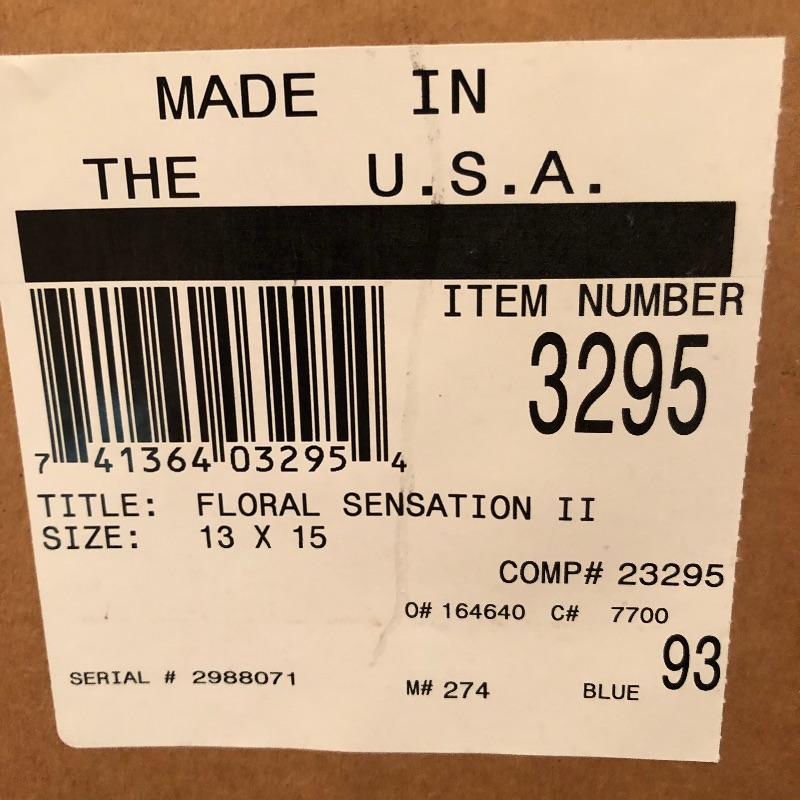 MADE IN
THE U.S.A.
ITEM NUMBER
3295
7 41364 03295 4
TITLE: FLORAL SENSATION II
SIZE: 13 X 15
COMP# 23295
O# 164640 C# 7700
93
SERIAL # 2988071
M# 274 BLUE